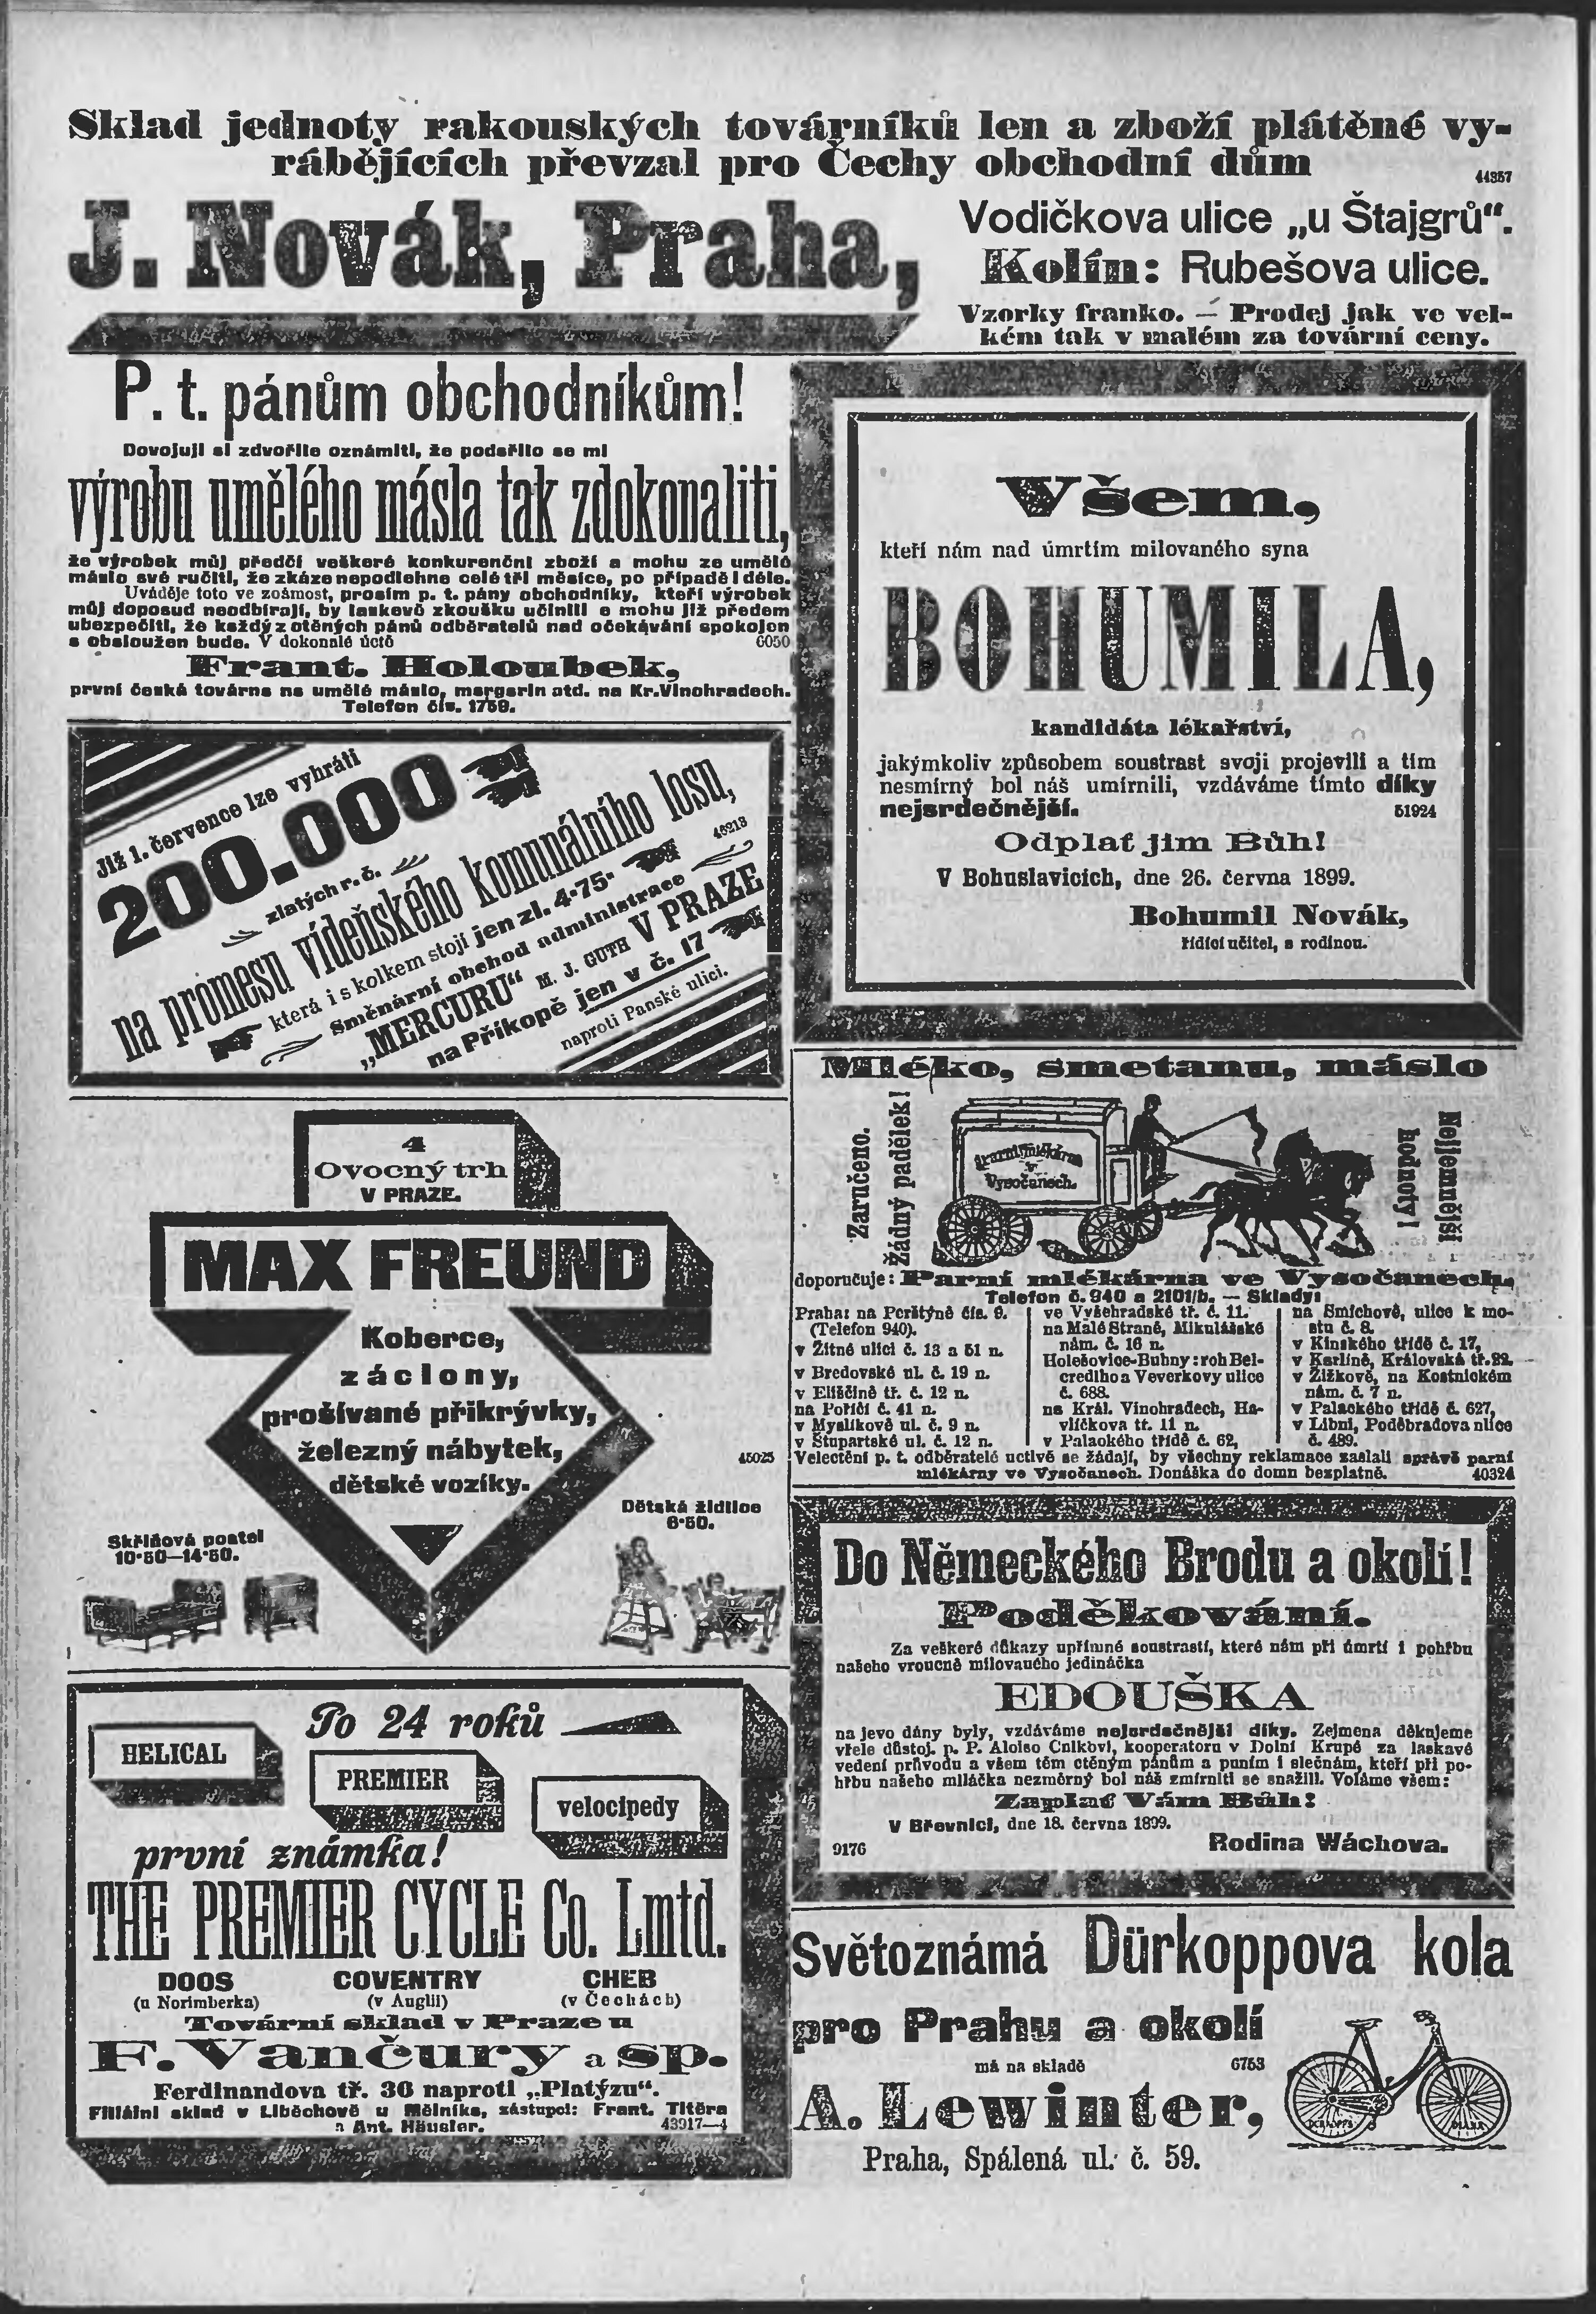 Sklad jednoty rakouských továrníků len a zboží plátěné vy-
rábějících převzal pro Čechy obchodní dům
44357
J. Novák, Praha,
Vodičkova ulice „u Štajgrů“.
Kolín: Rubešova ulice.
Vzorky franko. — Prodej jak ve vel-
kém tak v malém za tovární ceny.
P. t. pánům obchodníkům!
Dovojuji si zdvořile oznámiti, že podařilo se mi
výrobu umělého másla tak zdokonaliti,
že výrobek můj předčí veškeré konkurenční zboží a mohu ze umělé
máslo své ručiti, že zkáze nepodlehne celé tři měsíce, po případě i déle.
Uváděje toto ve známost, prosím p. t. pány obchodníky, kteří výrobek
můj doposud neodbírají, by laskavě zkoušku učinili e mohu již předem
ubezpečiti, že každý z ctěných pánů odběratelů nad očekávání spokojen
s obsloužen bude. V dokonalé úctě 6050
Frant. Holoubek,
první česká továrna na umělé máslo, margarin atd. na Kr. Vinohradech.
Telefon čís. 1759.
Již 1. července lze vyhráti
200.000
zlatých r. č.
na promesu vídeňského komunálního losu,
která i s kolkem stojí jen zl. 4·75·
46213
Směnární obchod administrace
„MERCURU“ M. J. GUTH V PRAZE
na Příkopě jen v č. 17
naproti Panské ulici.
4
Ovocný trh
V PRAZE.
MAX FREUND
Koberce,
záclony,
prošívané přikrývky,
železný nábytek,
dětské vozíky.
45025
Skříňová postel
10·50—14·50.
Dětská židlice
6·50.
Po 24 roků
HELICAL
PREMIER
velocipedy
první známka!
THE PREMIER CYCLE Co. Lmtd.
DOOS COVENTRY CHEB
(u Norimberka) (v Anglii) (v Čechách)
Tovární sklad v Praze u
F. Vančury a sp.
Ferdinandova tř. 36 naproti „Platýzu“.
Filiální sklad v Liběchově u Mělníka, zástupci: Frant. Titěra
a Ant. Häusler. 43917—4
Všem,
kteří nám nad úmrtím milovaného syna
BOHUMILA,
kandidáta lékařství,
jakýmkoliv způsobem soustrast svoji projevili a tím
nesmírný bol náš umírnili, vzdáváme tímto díky
nejsrdečnější. 51924
Odplať jim Bůh!
V Bohuslavicích, dne 26. června 1899.
Bohumil Novák,
řídící učitel, s rodinou.
Mléko, smetanu, máslo
Zaručeno.
Žádný padělek!
Parní mlékárna
v
Vysočanech.
Nejjemnější
hodnoty!
doporučuje: Parní mlékárna ve Vysočanech,
Telefon č. 940 a 2101/b. — Sklady:
Praha: na Perštýně čís. 9.
(Telefon 940).
v Žitné ulici č. 13 a 51 n.
v Bredovské ul. č. 19 n.
v Eliščině tř. č. 12 n.
na Poříčí č. 41 n.
v Myslíkově ul. č. 9 n.
v Štupartské ul. č. 12 n.
ve Vyšehradské tř. č. 11.
na Malé Straně, Mikulášské
nám. č. 16 n.
Holešovice-Bubny: roh Bel-
crediho a Veverkovy ulice
č. 688.
na Král. Vinohradech, Ha-
vlíčkova tř. 11 n.
v Palackého třídě č. 62,
na Smíchově, ulice k mo-
stu č. 8.
v Kinského třídě č. 17,
v Karlíně, Královská tř. 82.
v Žižkově, na Kostnickém
nám. č. 7 n.
v Palackého třídě č. 627,
v Libni, Poděbradova ulice
č. 489.
Velectění p. t. odběratelé uctivě se žádají, by všechny reklamace zaslali správě parní
mlékárny ve Vysočanech. Donáška do domu bezplatně. 40324
Do Německého Brodu a okolí!
Poděkování.
Za veškeré důkazy upřímné soustrasti, které nám při úmrtí i pohřbu
našeho vroucně milovaného jedináčka
EDOUŠKA
na jevo dány byly, vzdáváme nejsrdečnější díky. Zejmena děkujeme
vřele důstoj. p. P. Aloiso Cnlkovi, kooperatoru v Dolní Krupé za laskavé
vedení průvodu a všem těm ctěným pánům a paním i slečnám, kteří při po-
hřbu našeho miláčka nezměrný bol náš zmírniti se snažili. Voláme všem:
Zaplať Vám Bůh!
V Břevnici, dne 18. června 1899.
9176 Rodina Wáchova.
Světoznámá Dürkoppova kola
pro Prahu a okolí
má na skladě 6753
A. Lewinter,
Praha, Spálená ul. č. 59.